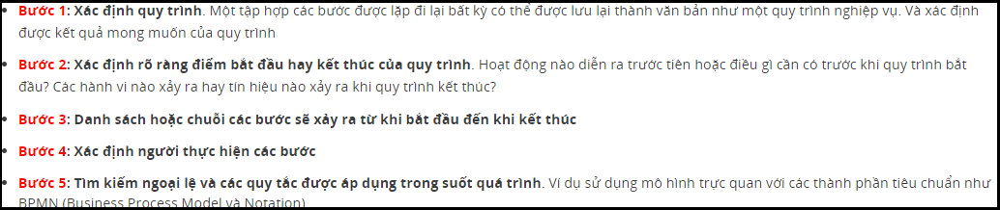 Bước 1: Xác định quy trình. Một tập hợp các bước được lặp đi lại bất kỳ có thể được lưu lại thành văn bản như một quy trình nghiệp vụ. Và xác định
được kết quả mong muốn của quy trình
Bước 2: Xác định rõ ràng điểm bắt đầu hay kết thúc của quy trình. Hoạt động nào diễn ra trước tiên hoặc điều gì cần có trước khi quy trình bắt
đầu? Các hành vi nào xảy ra hay tín hiệu nào xảy ra khi quy trình kết thúc?
Bước 3: Danh sách hoặc chuỗi các bước sẽ xảy ra từ khi bắt đầu đến khi kết thúc
Bước 4: Xác định người thực hiện các bước
Bước 5: Tìm kiếm ngoại lệ và các quy tắc được áp dụng trong suốt quá trình. Ví dụ sử dụng mô hình trực quan với các thành phần tiêu chuẩn như
BPMN (Business Process Model và Notation)